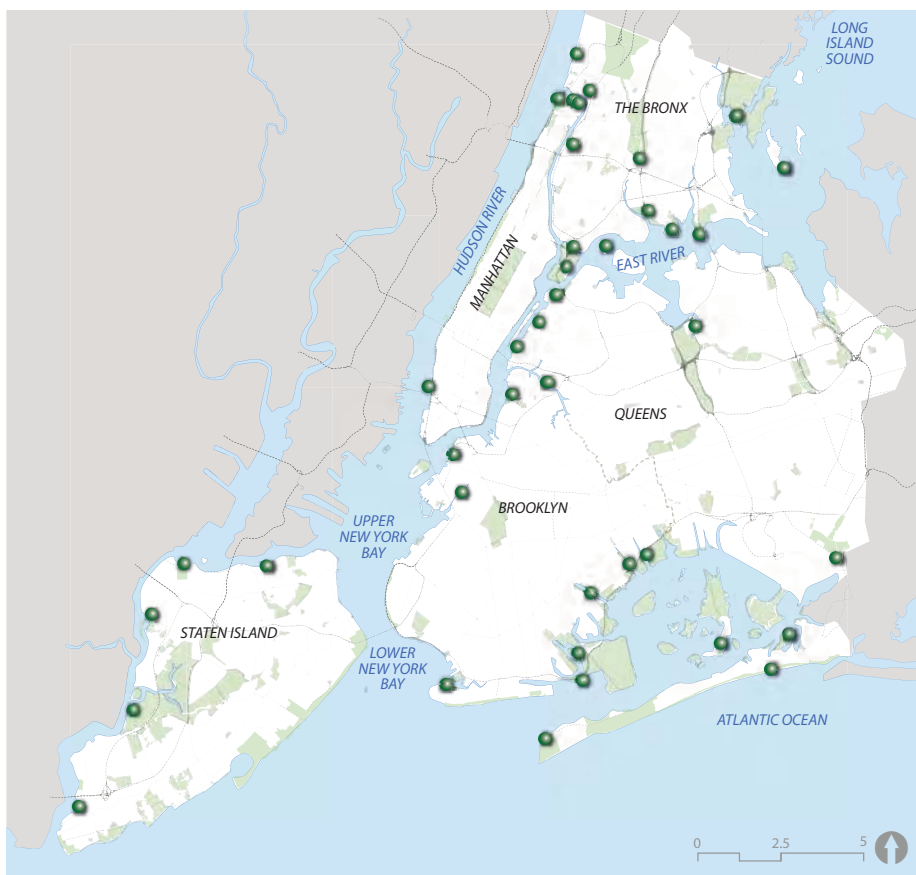 LONG
ISLAND
SOUND
THE BRONX
HUDSON RIVER
MANHATTAN
EAST RIVER
QUEENS
BROOKLYN
UPPER
NEW YORK
BAY
STATEN ISLAND
LOWER
NEW YORK
BAY
ATLANTIC OCEAN
0 2.5 5